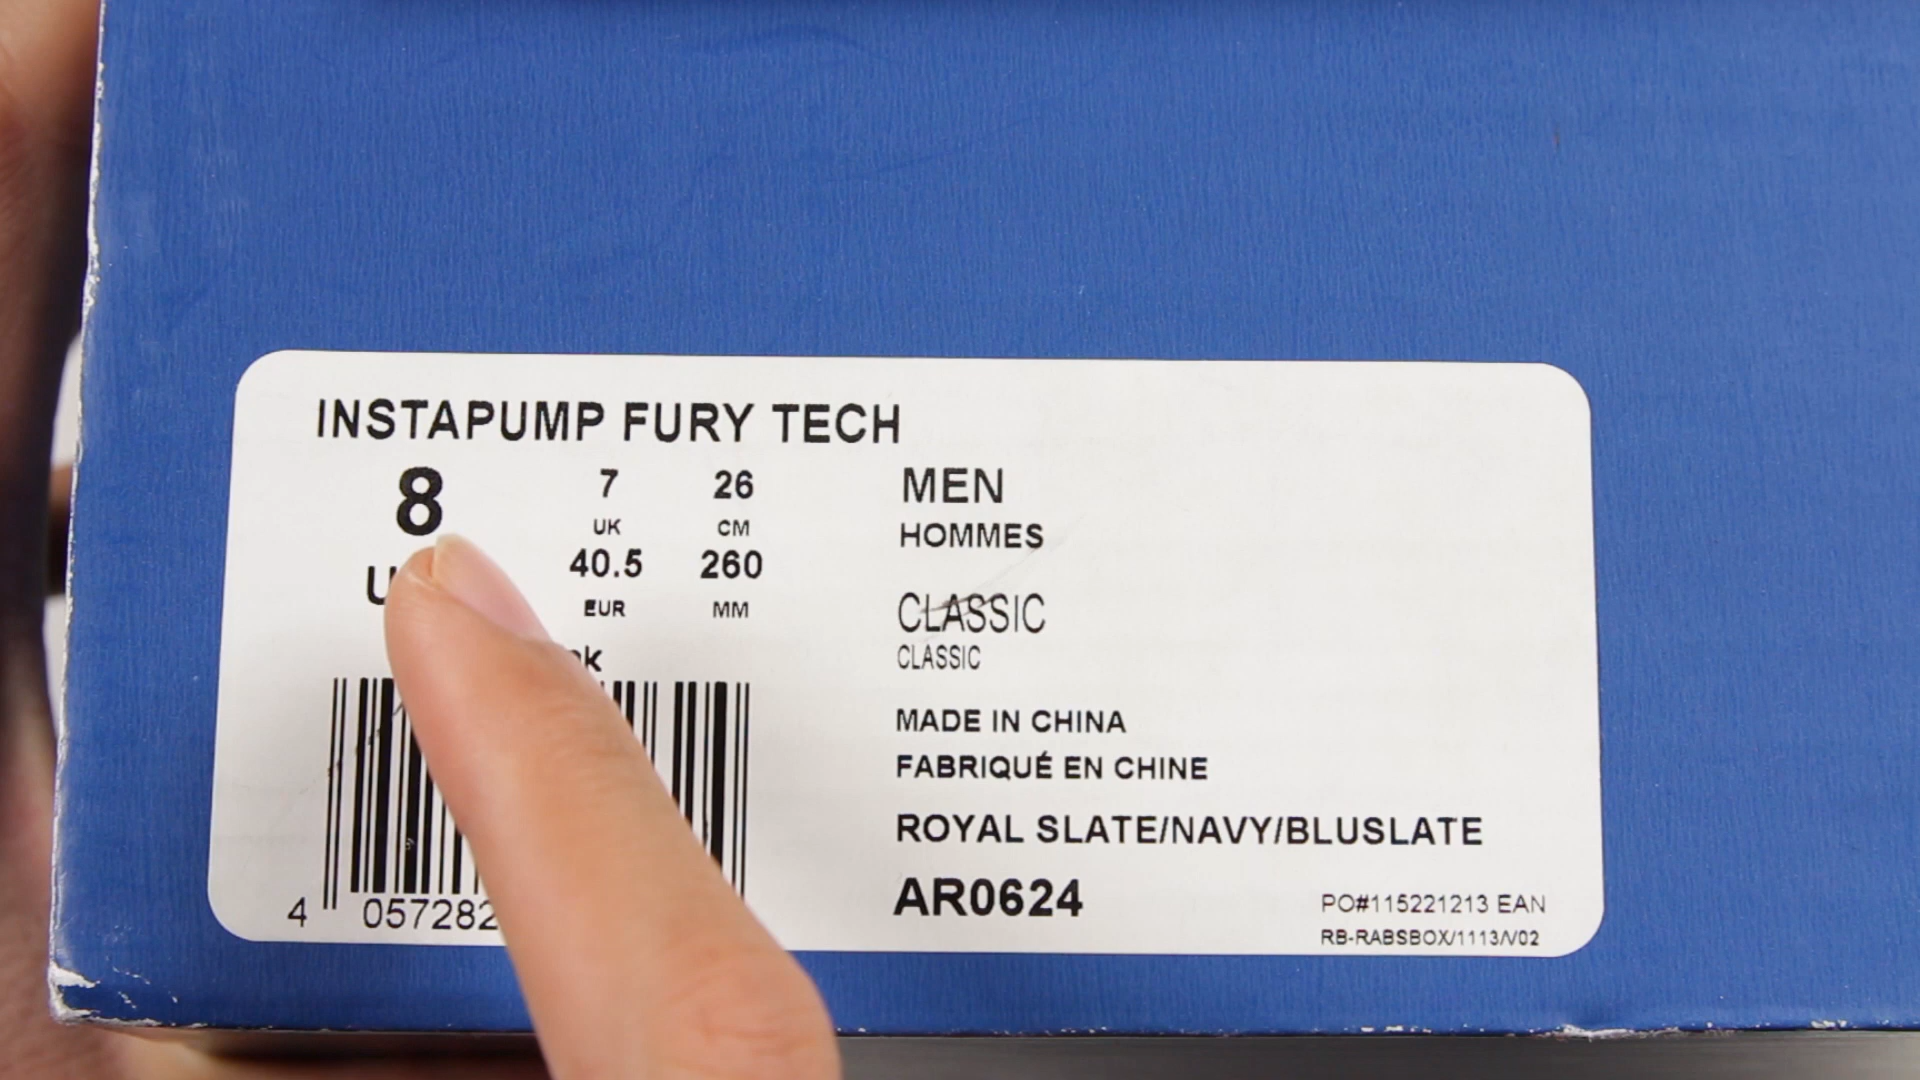 INSTAPUMP FURY TECH
8
7 26
UK CM
40.5 260
EUR MM
MEN
HOMMES
CLASSIC
CLASSIC
MADE IN CHINA
FABRIQUÉ EN CHINE
ROYAL SLATE/NAVY/BLUSLATE
AR0624
4 057282
PO#115221213 EAN
RB-RABSBOX/1113/V02